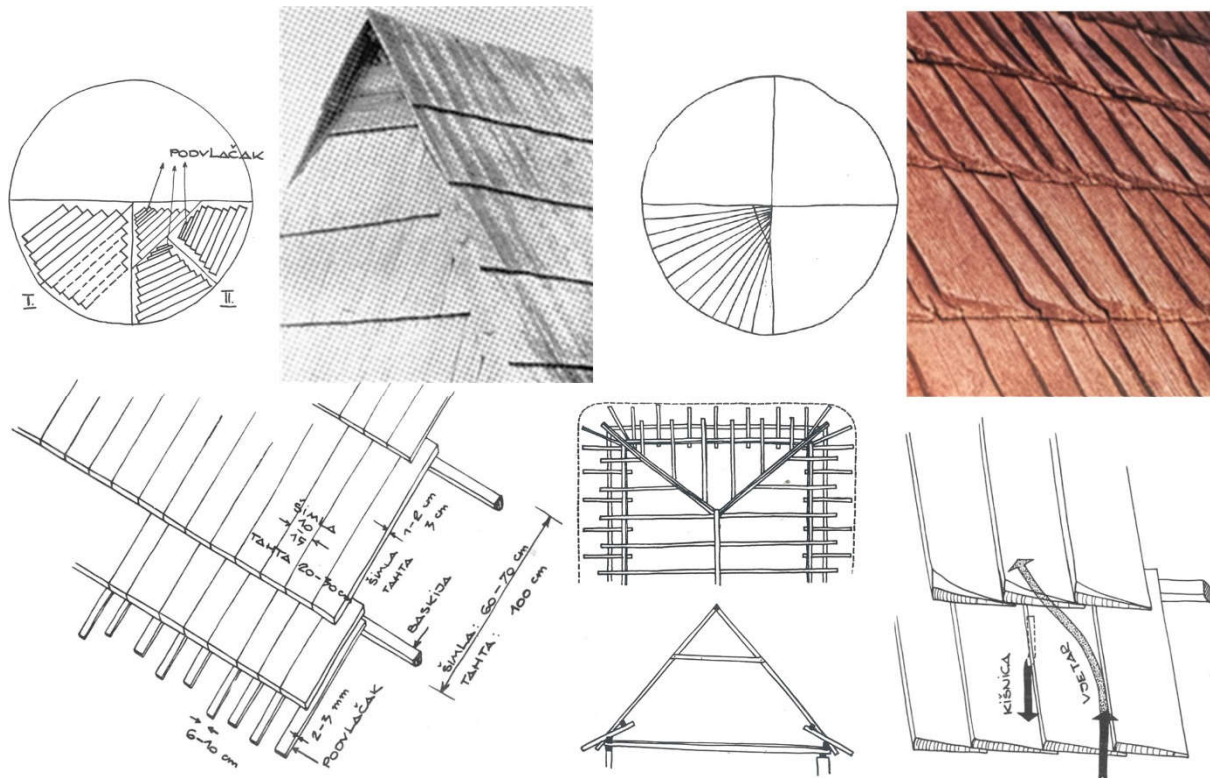 PODVLAČAK
I.
II.
ŠIMLA
10
15
TAHTA 20-30 cm
1-2 cm
3 cm
ŠIMLA
TAHTA
BASKIJA
ŠIMLA: 60-70 cm
TAHTA: 100 cm
6-10 cm
2-3 mm
PODVLAČAK
KIŠNICA
VJETAR